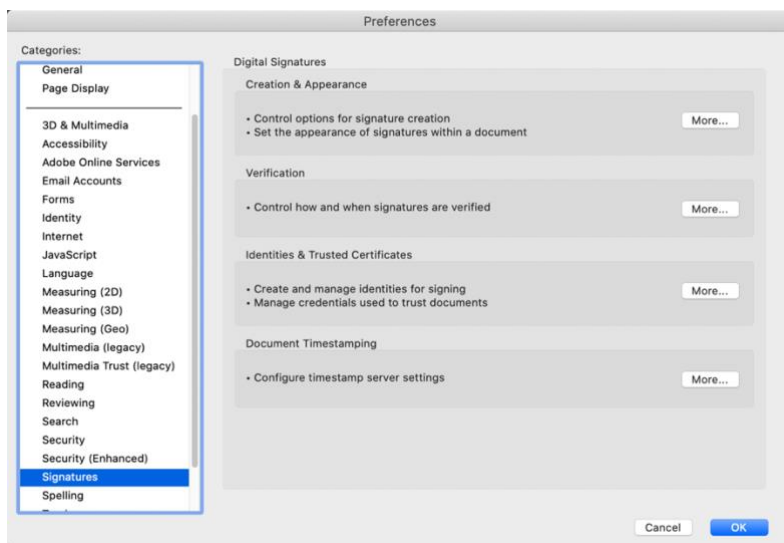 Preferences
Categories:
General
Page Display
3D & Multimedia
Accessibility
Adobe Online Services
Email Accounts
Forms
Identity
Internet
JavaScript
Language
Measuring (2D)
Measuring (3D)
Measuring (Geo)
Multimedia (legacy)
Multimedia Trust (legacy)
Reading
Reviewing
Search
Security
Security (Enhanced)
Signatures
Spelling
Digital Signatures
Creation & Appearance
• Control options for signature creation
• Set the appearance of signatures within a document
More...
Verification
• Control how and when signatures are verified
More...
Identities & Trusted Certificates
• Create and manage identities for signing
• Manage credentials used to trust documents
More...
Document Timestamping
• Configure timestamp server settings
More...
Cancel
OK